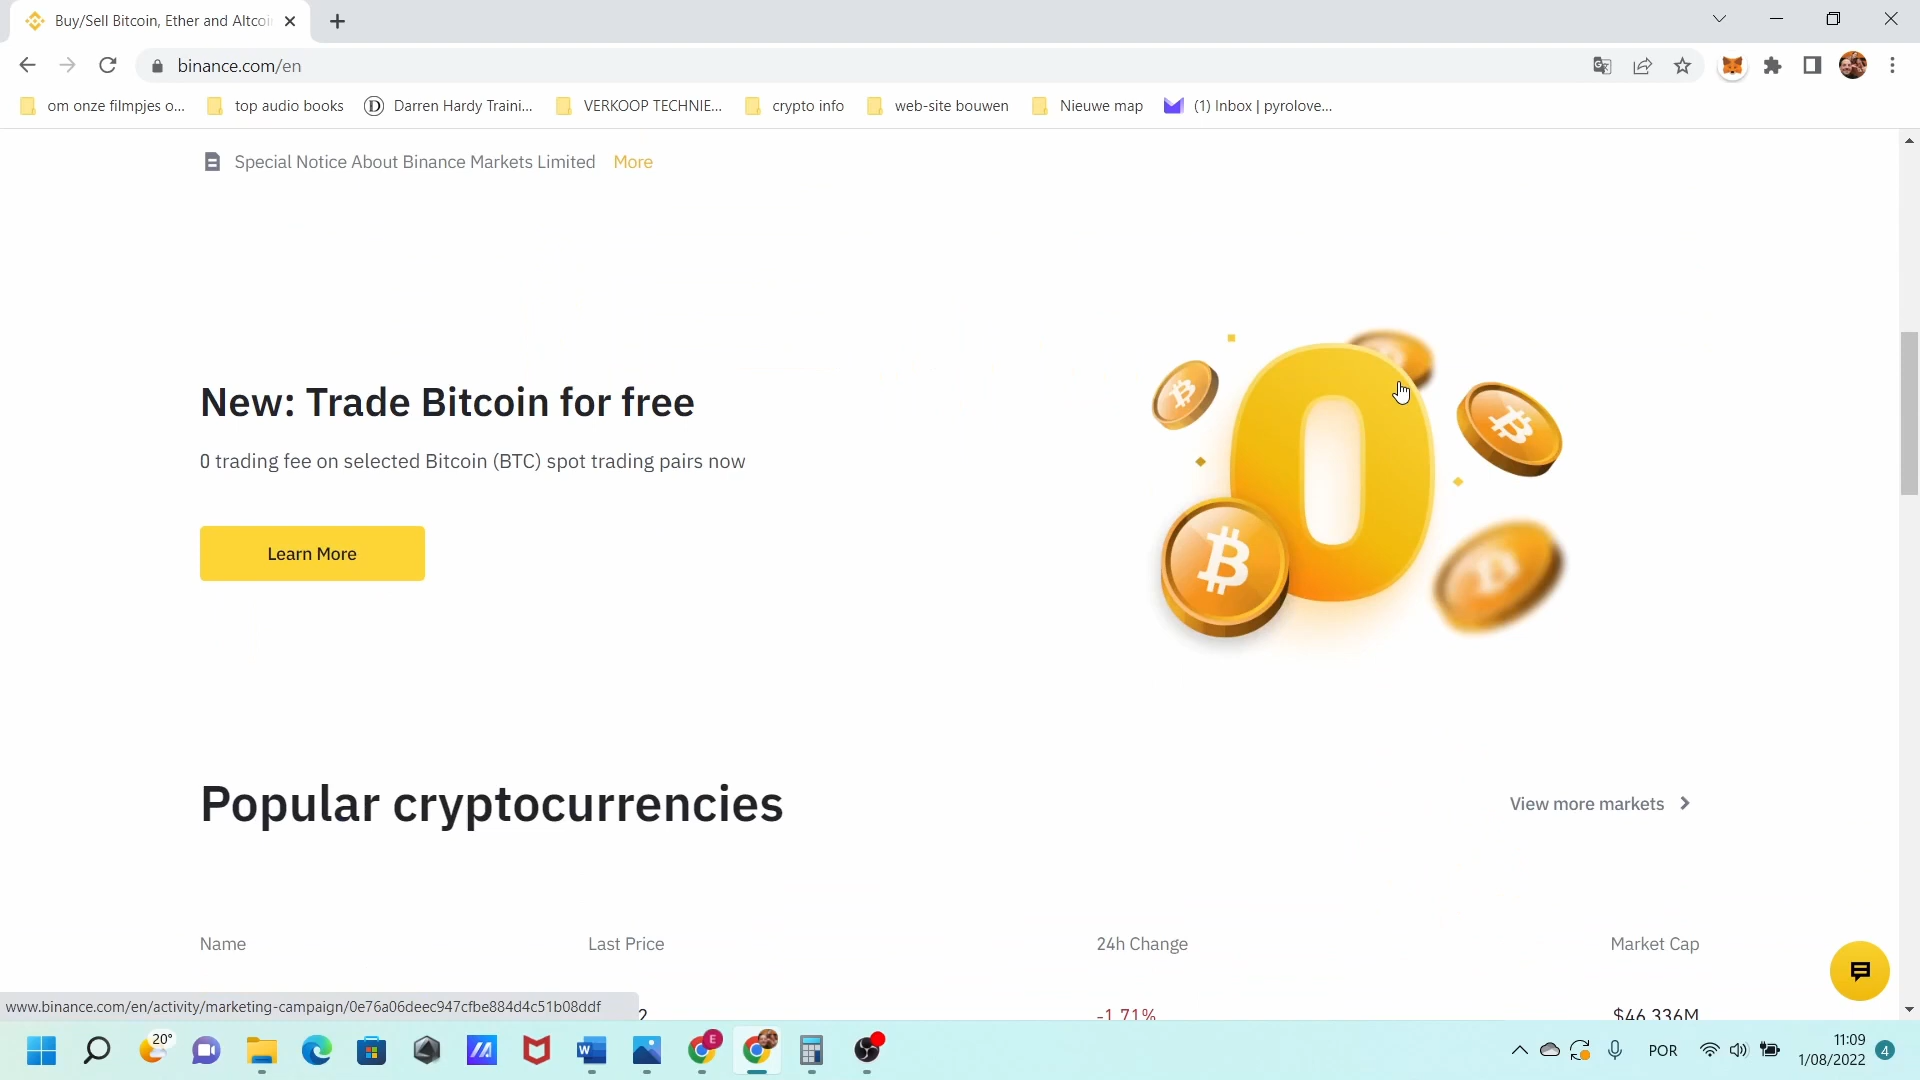 Buy/Sell Bitcoin, Ether and Altcoi
binance.com/en
om onze filmpjes o...
top audio books
Darren Hardy Traini...
VERKOOP TECHNIE...
crypto info
web-site bouwen
Nieuwe map
(1) Inbox | pyrolove...
Special Notice About Binance Markets Limited More
New: Trade Bitcoin for free
0 trading fee on selected Bitcoin (BTC) spot trading pairs now
Learn More
0
Popular cryptocurrencies
View more markets
Name Last Price 24h Change Market Cap
2 -1.71% $46,336M
www.binance.com/en/activity/marketing-campaign/0e76a06deec947cfbe884d4c51b08ddf
20°
W
E
POR
11:09
1/08/2022
4